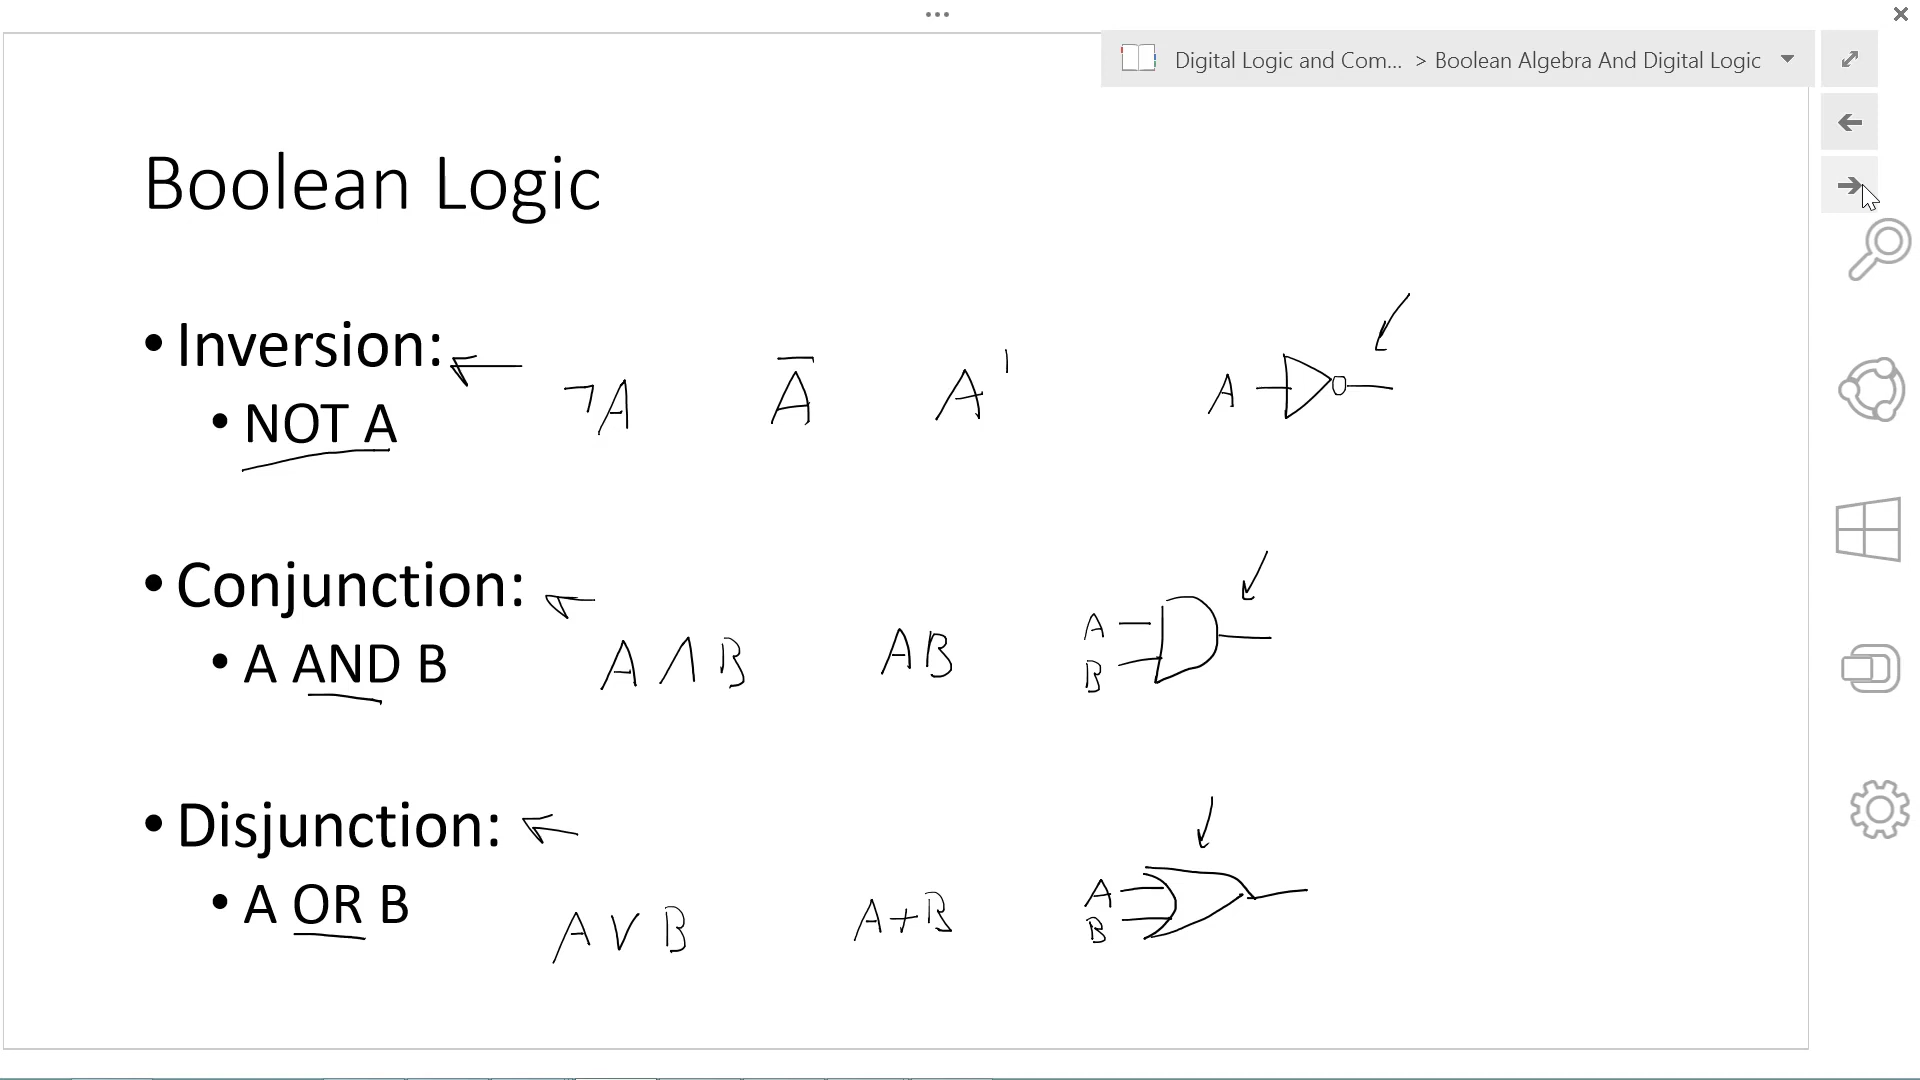 Digital Logic and Com... > Boolean Algebra And Digital Logic
Boolean Logic
• Inversion:
¬A A̅ A' A
• NOT A
• Conjunction:
• A AND B
A ∧ B AB A
B
• Disjunction:
• A OR B
A ∨ B A+B A
B